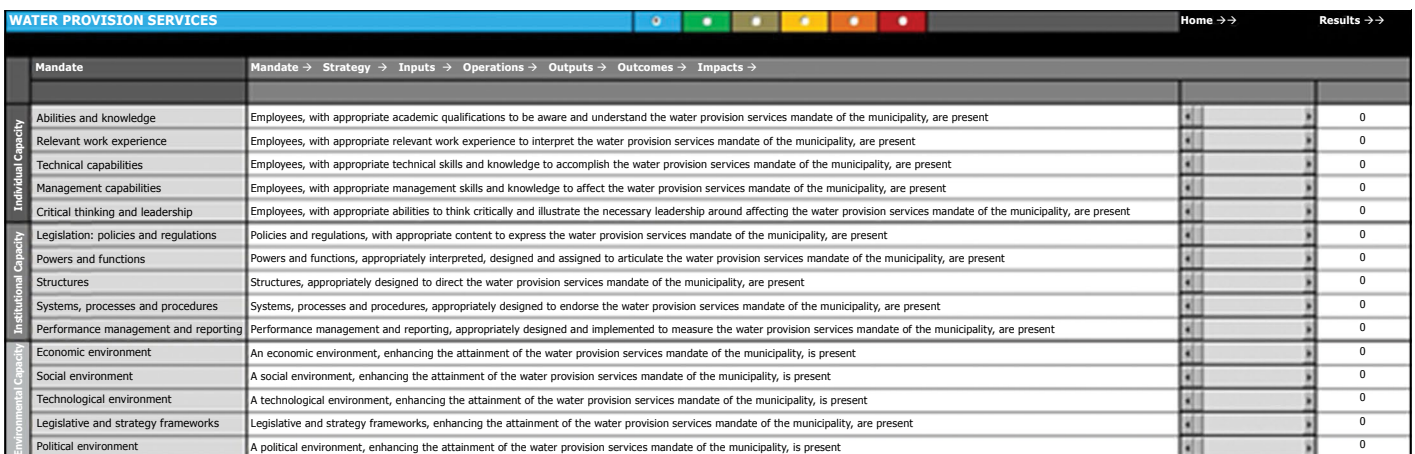 WATER PROVISION SERVICES Home →→ Results →→
Mandate Mandate → Strategy → Inputs → Operations → Outputs → Outcomes → Impacts →
Individual Capacity
Abilities and knowledge Employees, with appropriate academic qualifications to be aware and understand the water provision services mandate of the municipality, are present 0
Relevant work experience Employees, with appropriate relevant work experience to interpret the water provision services mandate of the municipality, are present 0
Technical capabilities Employees, with appropriate technical skills and knowledge to accomplish the water provision services mandate of the municipality, are present 0
Management capabilities Employees, with appropriate management skills and knowledge to affect the water provision services mandate of the municipality, are present 0
Critical thinking and leadership Employees, with appropriate abilities to think critically and illustrate the necessary leadership around affecting the water provision services mandate of the municipality, are present 0
Institutional Capacity
Legislation: policies and regulations Policies and regulations, with appropriate content to express the water provision services mandate of the municipality, are present 0
Powers and functions Powers and functions, appropriately interpreted, designed and assigned to articulate the water provision services mandate of the municipality, are present 0
Structures Structures, appropriately designed to direct the water provision services mandate of the municipality, are present 0
Systems, processes and procedures Systems, processes and procedures, appropriately designed to endorse the water provision services mandate of the municipality, are present 0
Performance management and reporting Performance management and reporting, appropriately designed and implemented to measure the water provision services mandate of the municipality, are present 0
Environmental Capacity
Economic environment An economic environment, enhancing the attainment of the water provision services mandate of the municipality, is present 0
Social environment A social environment, enhancing the attainment of the water provision services mandate of the municipality, is present 0
Technological environment A technological environment, enhancing the attainment of the water provision services mandate of the municipality, is present 0
Legislative and strategy frameworks Legislative and strategy frameworks, enhancing the attainment of the water provision services mandate of the municipality, are present 0
Political environment A political environment, enhancing the attainment of the water provision services mandate of the municipality, is present 0